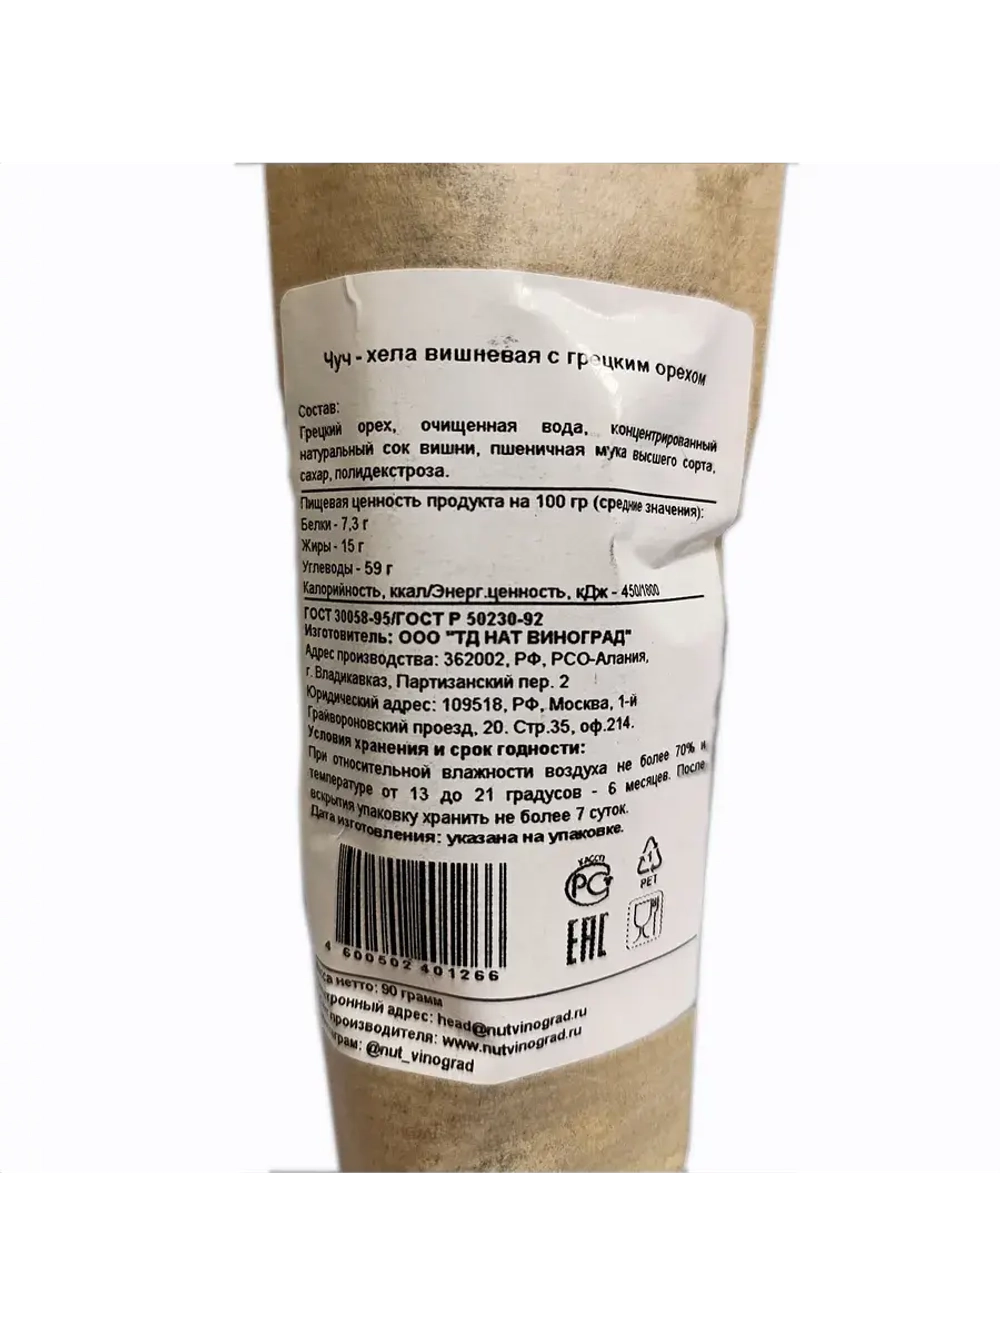 Чуч - хела вишневая с грецким орехом
Состав:
Грецкий орех, очищенная вода, концентрированный
натуральный сок вишни, пшеничная мука высшего сорта,
сахар, полидекстроза.
Пищевая ценность продукта на 100 гр (средние значения):
Белки - 7,3 г
Жиры - 15 г
Углеводы - 59 г
Калорийность, ккал/Энерг.ценность, кДж - 450/1800
ГОСТ 30058-95/ГОСТ Р 50230-92
Изготовитель: ООО "ТД НАТ ВИНОГРАД"
Адрес производства: 362002, РФ, РСО-Алания,
г. Владикавказ, Партизанский пер. 2
Юридический адрес: 109518, РФ, Москва, 1-й
Грайвороновский проезд, 20. Стр.35, оф.214.
Условия хранения и срок годности:
При относительной влажности воздуха не более 70% и
температуре от 13 до 21 градусов - 6 месяцев. После
вскрытия упаковку хранить не более 7 суток.
Дата изготовления: указана на упаковке.
ХАССП
РСТ
1
PET
ЕАС
4 600502 401266
нетто: 90 грамм
адрес: head@nutvinograd.ru
производителя: www.nutvinograd.ru
@nut_vinograd